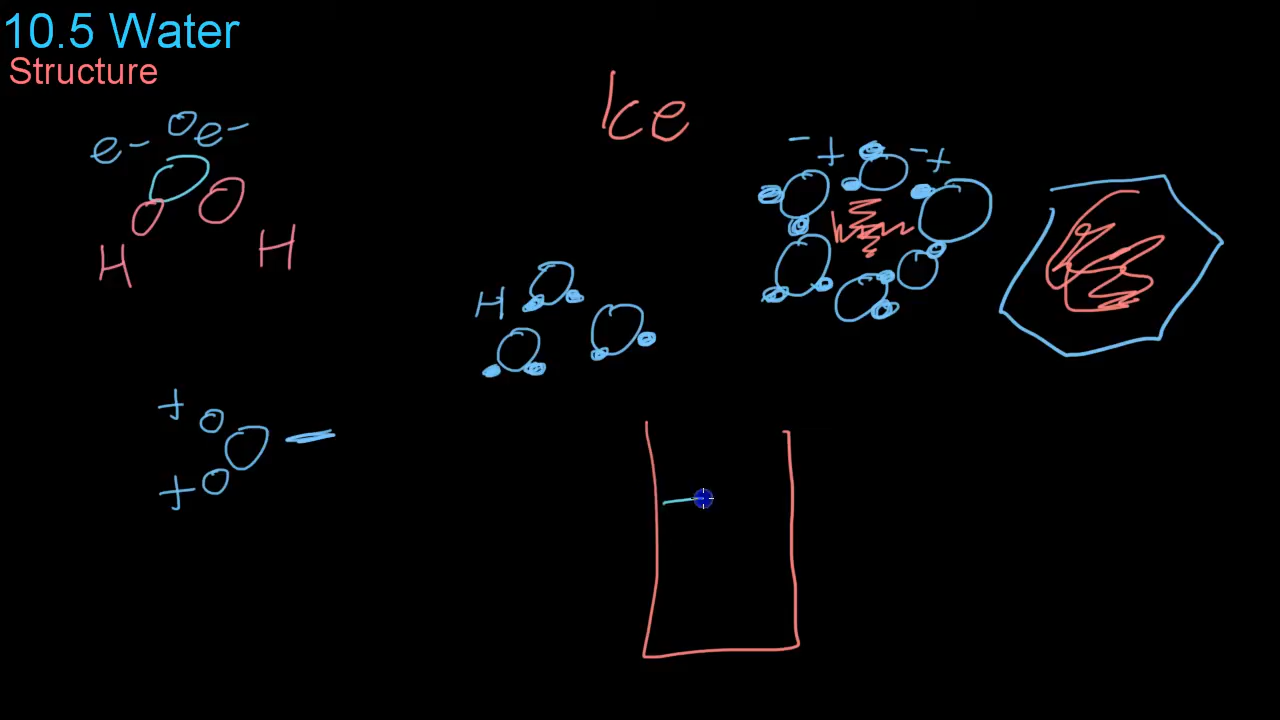 10.5 Water
Structure
Ice
e- O e-
H H
- + - +
H
+
+ -